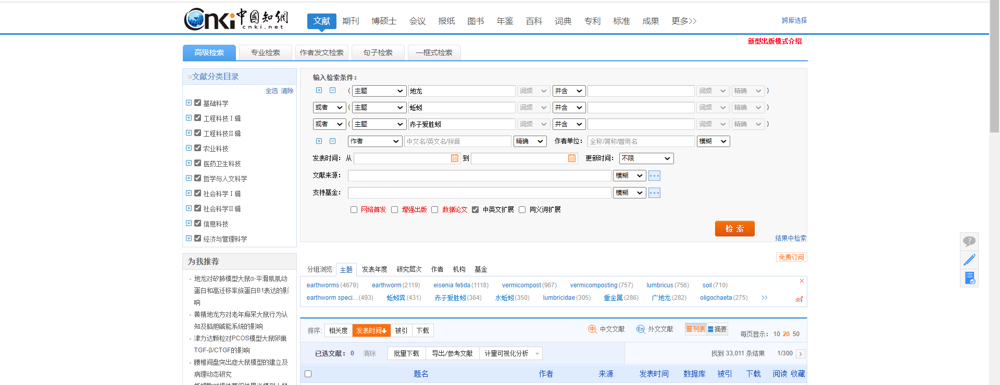 Cnki 中國知網
cnki.net
文献 期刊 博硕士 会议 报纸 图书 年鉴 百科 词典 专利 标准 成果 更多>> 跨库选择
新型出版模式介绍
高级检索 专业检索 作者发文检索 句子检索 一框式检索
>>文献分类目录
全选 清除
基础科学
工程科技Ⅰ辑
工程科技II辑
农业科技
医药卫生科技
哲学与人文科学
社会科学Ⅰ辑
社会科学II辑
信息科技
经济与管理科学
为我推荐
地龙对矽肺模型大鼠α-平滑肌肌动
蛋白和高迁移率族蛋白B1表达的影
响
黄精地龙方对老年痴呆大鼠行为认
知及脑胆碱能系统的影响
津力达颗粒对PCOS模型大鼠卵巢
TGF-β/CTGF的影响
腰椎间盘突出症大鼠模型的建立及
病理动态研究
输入检索条件:
( 主题 地龙 词频 并含 词频 精确 )
或者 ( 主题 蚯蚓 词频 并含 词频 精确 )
或者 ( 主题 赤子爱胜蚓 词频 并含 词频 精确 )
作者 中文名/英文名/拼音 精确 作者单位: 全称/简称/曾用名 模糊
发表时间: 从 到 更新时间: 不限
文献来源: 模糊 ...
支持基金: 模糊 ...
网络首发 增强出版 数据论文 中英文扩展 同义词扩展
检 索
结果中检索
免费订阅
分组浏览: 主题 发表年度 研究层次 作者 机构 基金
earthworms(4679) earthworm(2119) eisenia fetida(1118) vermicompost(967) vermicomposting(757) lumbricus(756) soil(710)
earthworm speci...(493) 蚯蚓粪(431) 赤子爱胜蚓(364) 水蚯蚓(350) lumbricidae(305) 重金属(286) 广地龙(282) oligochaeta(275) >>
排序: 相关度 发表时间 被引 下载 中 中文文献 En 外文文献 列表 摘要 每页显示: 10 20 50
已选文献: 0 清除 批量下载 导出/参考文献 计量可视化分析 找到 33,011 条结果 1/300 >
题名 作者 来源 发表时间 数据库 被引 下载 阅读 收藏